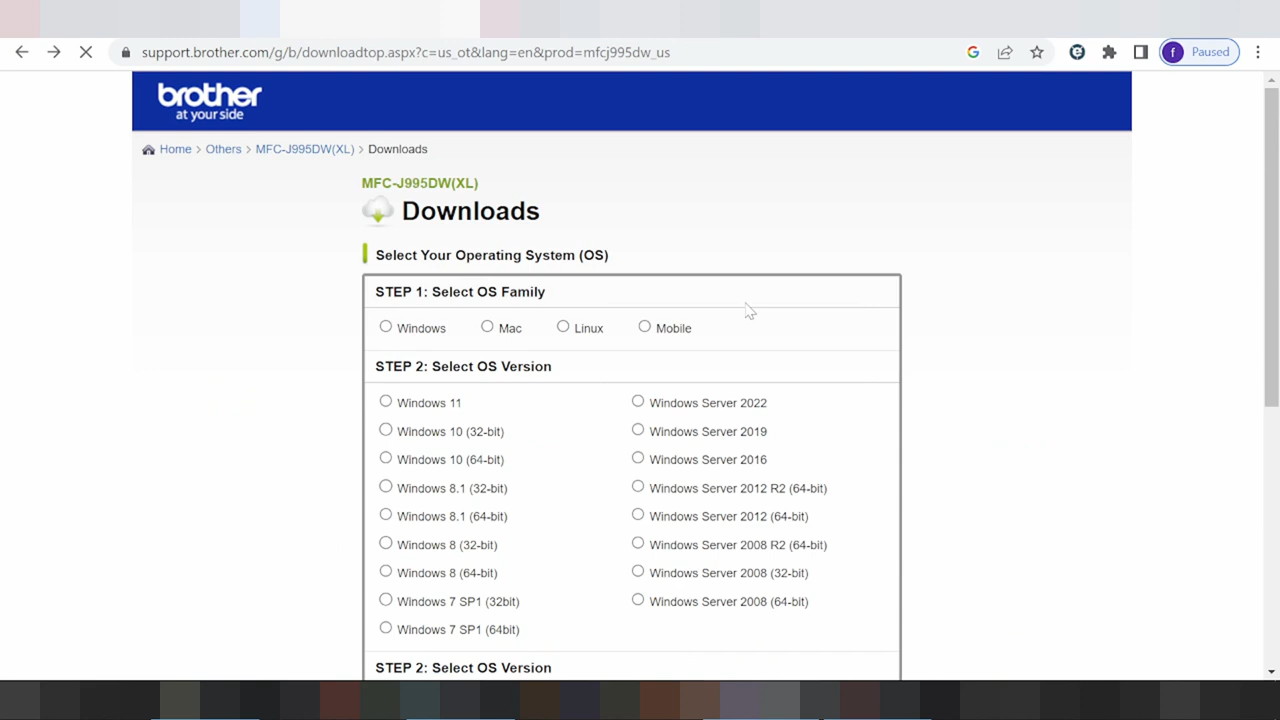 support.brother.com/g/b/downloadtop.aspx?c=us_ot&lang=en&prod=mfcj995dw_us
f Paused
brother
at your side
Home > Others > MFC-J995DW(XL) > Downloads
MFC-J995DW(XL)
Downloads
Select Your Operating System (OS)
STEP 1: Select OS Family
Windows Mac Linux Mobile
STEP 2: Select OS Version
Windows 11 Windows Server 2022
Windows 10 (32-bit) Windows Server 2019
Windows 10 (64-bit) Windows Server 2016
Windows 8.1 (32-bit) Windows Server 2012 R2 (64-bit)
Windows 8.1 (64-bit) Windows Server 2012 (64-bit)
Windows 8 (32-bit) Windows Server 2008 R2 (64-bit)
Windows 8 (64-bit) Windows Server 2008 (32-bit)
Windows 7 SP1 (32bit) Windows Server 2008 (64-bit)
Windows 7 SP1 (64bit)
STEP 2: Select OS Version